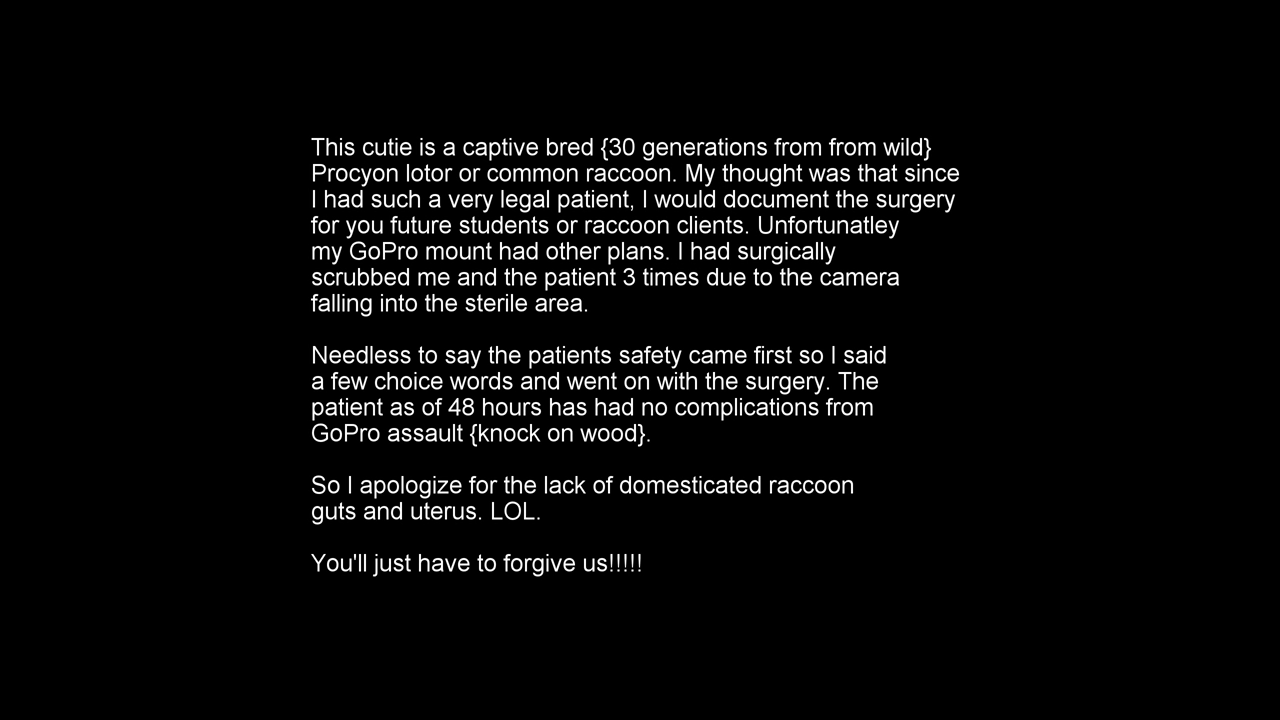 This cutie is a captive bred {30 generations from from wild}
Procyon lotor or common raccoon. My thought was that since
I had such a very legal patient, I would document the surgery
for you future students or raccoon clients. Unfortunatley
my GoPro mount had other plans. I had surgically
scrubbed me and the patient 3 times due to the camera
falling into the sterile area.
Needless to say the patients safety came first so I said
a few choice words and went on with the surgery. The
patient as of 48 hours has had no complications from
GoPro assault {knock on wood}.
So I apologize for the lack of domesticated raccoon
guts and uterus. LOL.
You'll just have to forgive us!!!!!